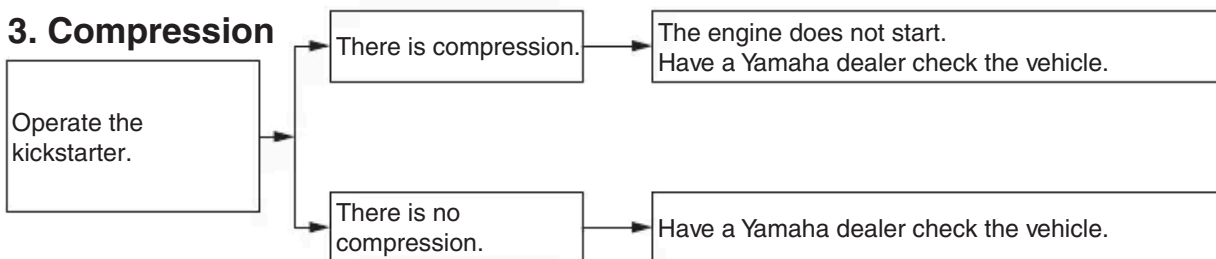 3. Compression
Operate the
kickstarter.
There is compression.
The engine does not start.
Have a Yamaha dealer check the vehicle.
There is no
compression.
Have a Yamaha dealer check the vehicle.